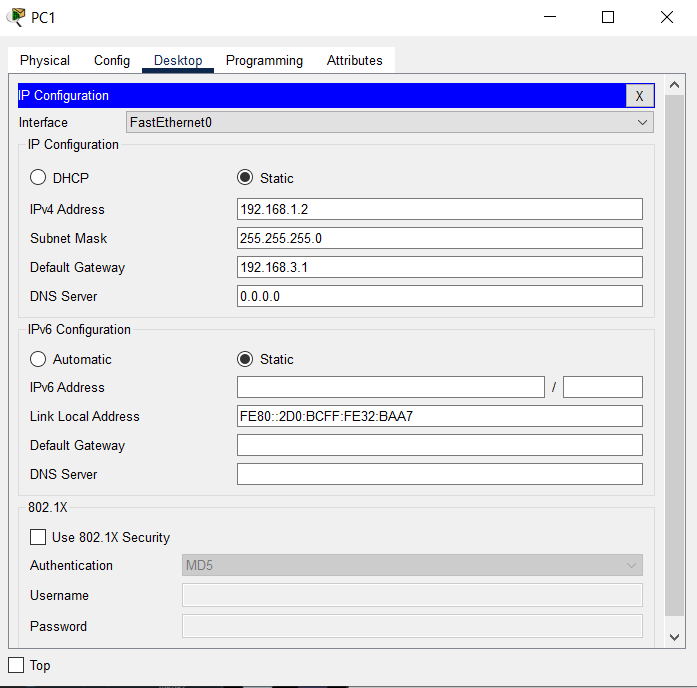 PC1
Physical Config Desktop Programming Attributes
IP Configuration X
Interface FastEthernet0
IP Configuration
DHCP Static
IPv4 Address 192.168.1.2
Subnet Mask 255.255.255.0
Default Gateway 192.168.3.1
DNS Server 0.0.0.0
IPv6 Configuration
Automatic Static
IPv6 Address /
Link Local Address FE80::2D0:BCFF:FE32:BAA7
Default Gateway
DNS Server
802.1X
Use 802.1X Security
Authentication MD5
Username
Password
Top